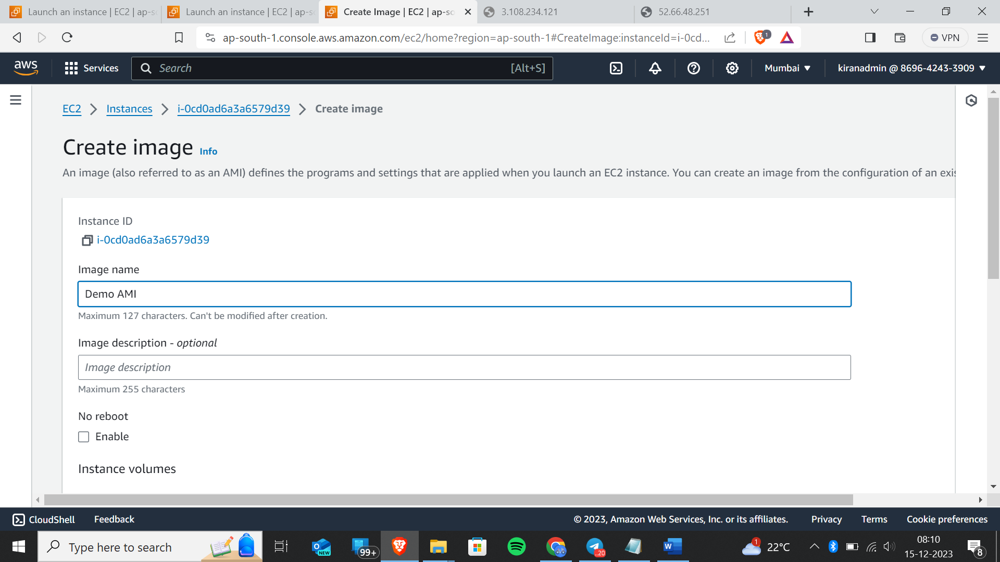 Launch an instance | EC2 | ap-so
Launch an instance | EC2 | ap-so
Create Image | EC2 | ap-so
3.108.234.121
52.66.48.251
ap-south-1.console.aws.amazon.com/ec2/home?region=ap-south-1#CreateImage:instanceId=i-0cd...
1
VPN
aws
Services
Search
[Alt+S]
Mumbai
kiranadmin @ 8696-4243-3909
EC2
Instances
i-0cd0ad6a3a6579d39
Create image
Create image Info
An image (also referred to as an AMI) defines the programs and settings that are applied when you launch an EC2 instance. You can create an image from the configuration of an exis
Instance ID
i-0cd0ad6a3a6579d39
Image name
Demo AMI
Maximum 127 characters. Can't be modified after creation.
Image description - optional
Image description
Maximum 255 characters
No reboot
Enable
Instance volumes
CloudShell
Feedback
© 2023, Amazon Web Services, Inc. or its affiliates.
Privacy
Terms
Cookie preferences
Type here to search
NEW
99+
..20
W
1
22°C
08:10
15-12-2023
8